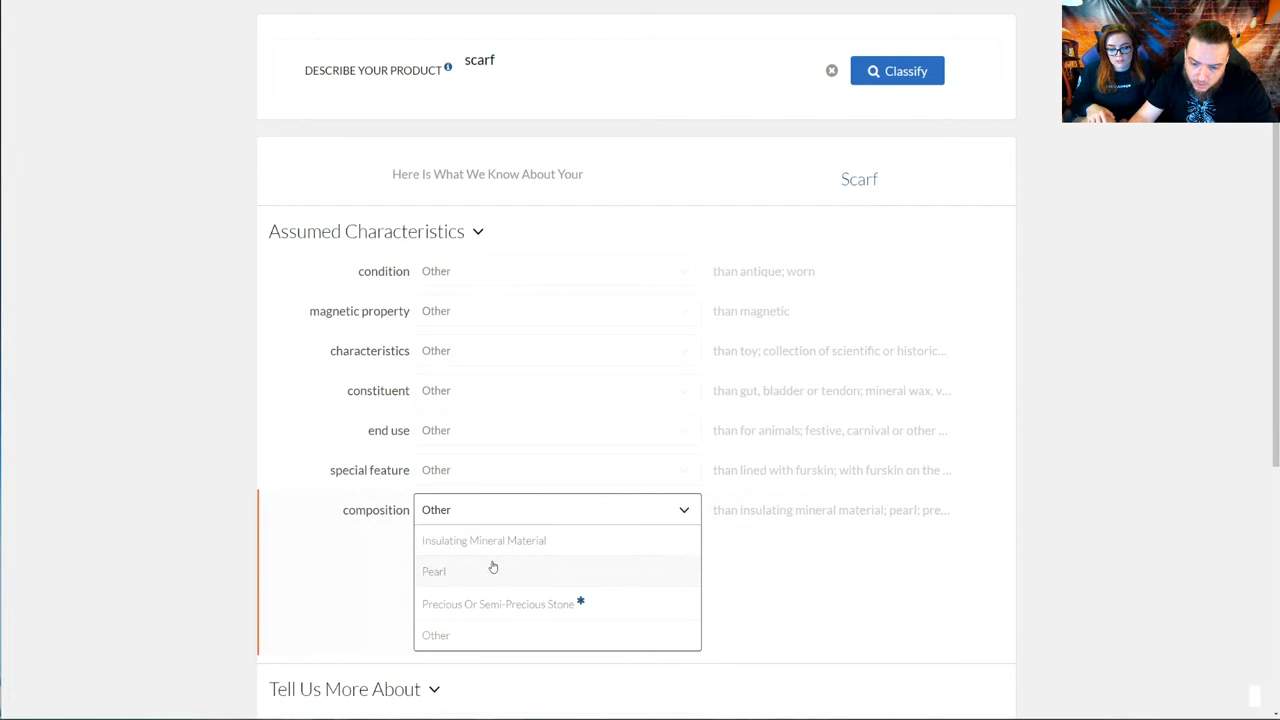 DESCRIBE YOUR PRODUCT
scarf
Classify
Here Is What We Know About Your
Scarf
Assumed Characteristics
condition Other than antique; worn
magnetic property Other than magnetic
characteristics Other than toy; collection of scientific or historic...
constituent Other than gut, bladder or tendon; mineral wax, v...
end use Other than for animals; festive, carnival or other ...
special feature Other than lined with furskin; with furskin on the ...
composition Other than insulating mineral material; pearl; pre...
Insulating Mineral Material
Pearl
Precious Or Semi-Precious Stone *
Other
Tell Us More About